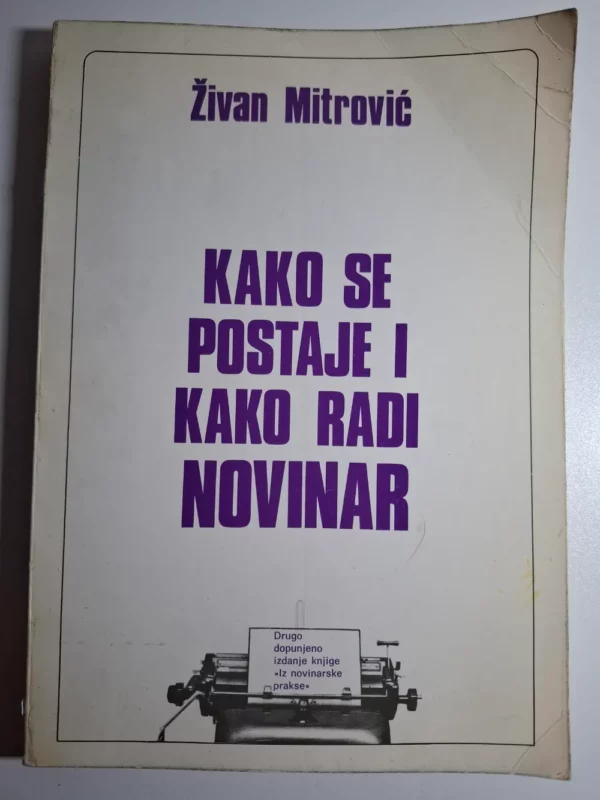 Živan Mitrović
KAKO SE
POSTAJE I
KAKO RADI
NOVINAR
Drugo
dopunjeno
izdanje knjige
»Iz novinarske
prakse«